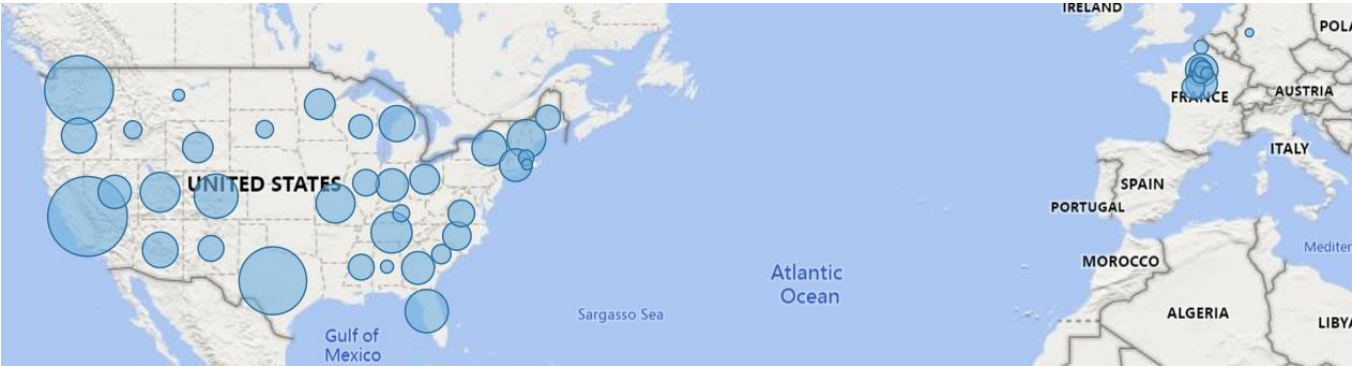 IRELAND
POLA
FRANCE
AUSTRIA
ITALY
UNITED STATES
SPAIN
PORTUGAL
Mediter
MOROCCO
Atlantic
Ocean
ALGERIA
Sargasso Sea
LIBYA
Gulf of
Mexico